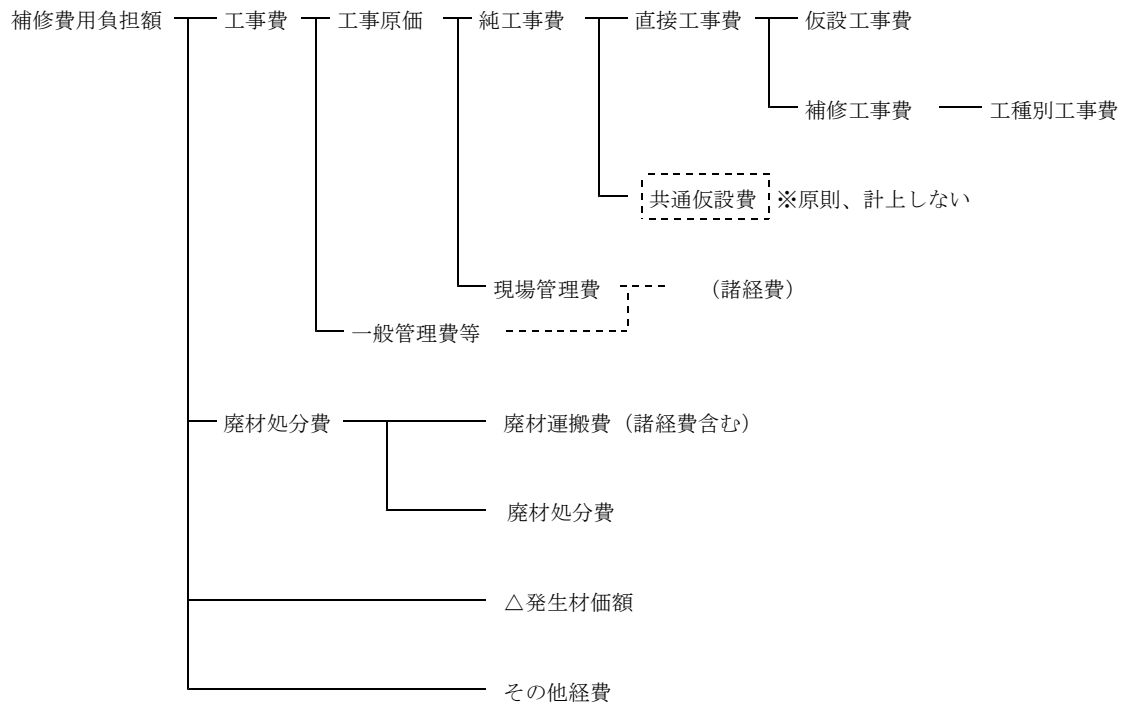 補修費用負担額 工事費 工事原価 純工事費 直接工事費 仮設工事費
補修工事費 工種別工事費
共通仮設費 ※原則、計上しない
現場管理費 （諸経費）
一般管理費等
廃材処分費 廃材運搬費（諸経費含む）
廃材処分費
△発生材価額
その他経費